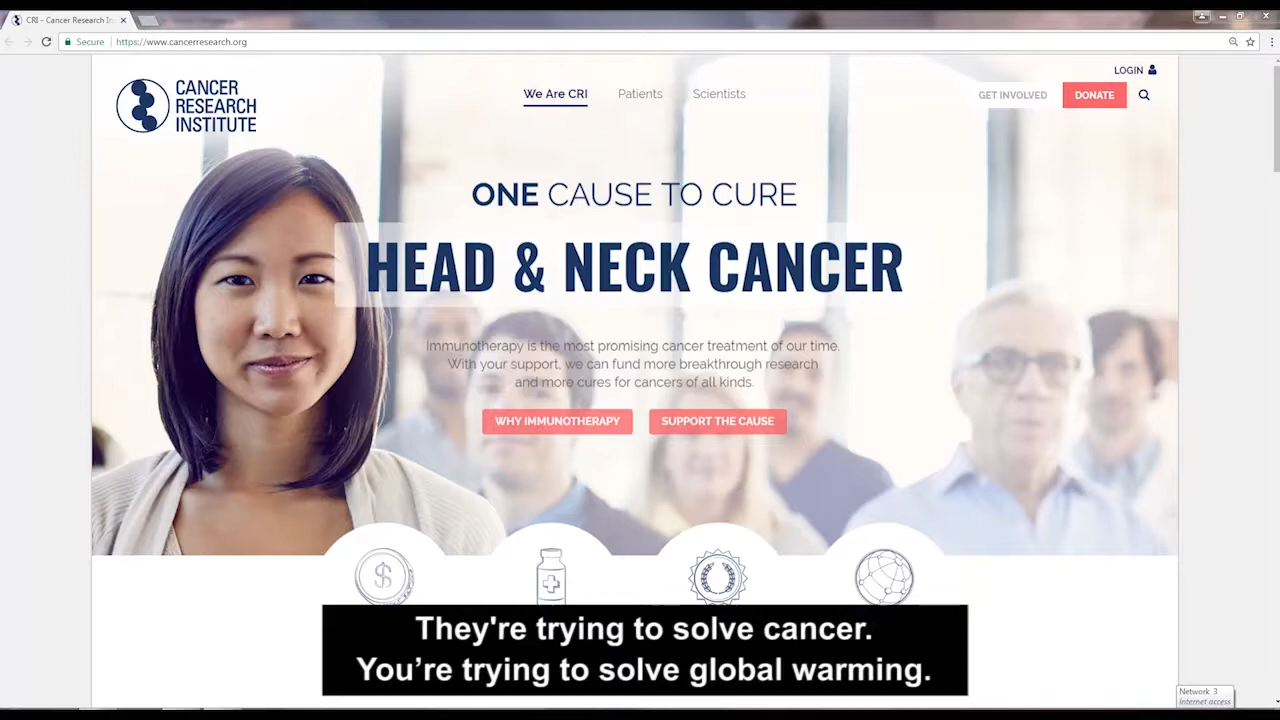 CRI - Cancer Research In
Secure
https://www.cancerresearch.org
LOGIN
CANCER
RESEARCH
INSTITUTE
We Are CRI
Patients
Scientists
GET INVOLVED
DONATE
ONE CAUSE TO CURE
HEAD & NECK CANCER
Immunotherapy is the most promising cancer treatment of our time.
With your support, we can fund more breakthrough research
and more cures for cancers of all kinds.
WHY IMMUNOTHERAPY
SUPPORT THE CAUSE
$
They're trying to solve cancer.
You’re trying to solve global warming.
Network 3
Internet access